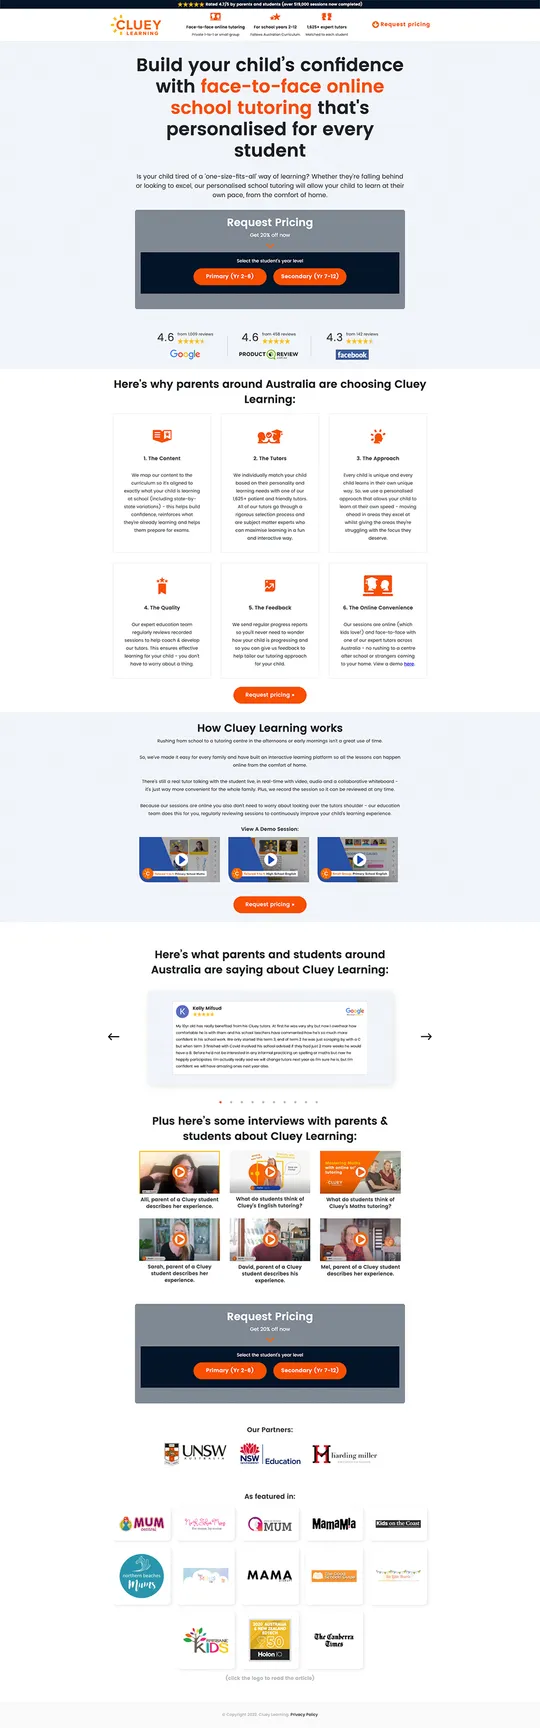 Rated 4.7/5 by parents and students (over 519,000 sessions now completed)
CLUEY
LEARNING
Face-to-face online tutoring
Private 1-to-1 or small group
For school years 2-12
Follows Australian Curriculum
1,625+ expert tutors
Matched to each student
Request pricing
Build your child's confidence
with face-to-face online
school tutoring that's
personalised for every
student
Is your child tired of a 'one-size-fits-all' way of learning? Whether they're falling behind
or looking to excel, our personalised school tutoring will allow your child to learn at their
own pace, from the comfort of home.
Request Pricing
Get 20% off now
Select the student's year level
Primary (Yr 2-6)
Secondary (Yr 7-12)
4.6 from 1,009 reviews
Google
4.6 from 456 reviews
PRODUCT REVIEW
4.3 from 142 reviews
facebook
Here's why parents around Australia are choosing Cluey
Learning:
1. The Content
We map our content to the
curriculum so it's aligned to
exactly what your child is learning
at school (including state-by-
state variations) - this helps build
confidence, reinforces what
they're already learning and helps
them prepare for exams.
2. The Tutors
We individually match your child
based on their personality and
learning needs with one of our
1,625+ patient and friendly tutors.
All of our tutors go through a
rigorous selection process and
are subject matter experts who
can maximise learning in a fun
and interactive way.
3. The Approach
Every child is unique and every
child learns in their own unique
way. So, we use a personalised
approach that allows your child to
learn at their own speed - moving
ahead in areas they excel at
whilst giving the areas they're
struggling with the focus they
deserve.
4. The Quality
Our expert education team
regularly reviews recorded
sessions to help coach & develop
our tutors. This ensures effective
learning for your child - you don't
have to worry about a thing.
5. The Feedback
We send regular progress reports
so you'll never need to wonder
how your child is progressing and
so you can give us feedback to
help tailor our tutoring approach
for your child.
6. The Online Convenience
Our sessions are online (which
kids love!) and face-to-face with
one of our expert tutors across
Australia - no rushing to a centre
after school or strangers coming
to your home. View a demo here.
Request pricing »
How Cluey Learning works
Rushing from school to a tutoring centre in the afternoons or early mornings isn't a great use of time.
So, we've made it easy for every family and have built an interactive learning platform so all the lessons can happen
online from the comfort of home.
There's still a real tutor talking with the student live, in real-time with video, audio and a collaborative whiteboard -
it's just way more convenient for the whole family. Plus, we record the session so it can be reviewed at any time.
Because our sessions are online you also don't need to worry about looking over the tutors shoulder - our education
team does this for you, regularly reviewing sessions to continuously improve your child's learning experience.
View A Demo Session:
Primary School Maths
High School English
Primary School English
Request pricing »
Here's what parents and students around
Australia are saying about Cluey Learning:
Kelly Mifsud
Google
My 10yr old has really benefited from his Cluey tutors. At first he was very shy but now I overhear how
comfortable he is with them and his school teachers have commented how he's so much more
confident in his school work. We only started this term 3, end of term 2 he was just scraping by with a C
but when term 3 finished with Covid involved his school advised if they had just 2 more weeks he would
have a B. Before he'd not be interested in any informal practicing on spelling or maths but now he
happily participates. I'm actually really sad we will change tutors next year as I'm sure he is, but I'm
confident we will have amazing ones next year also.
Plus here's some interviews with parents &
students about Cluey Learning:
Alli, parent of a Cluey student
describes her experience.
What do students think of
Cluey's English tutoring?
CLUEY
What do students think of
Cluey's Maths tutoring?
Sarah, parent of a Cluey
student describes her
experience.
David, parent of a Cluey
student describes his
experience.
Mel, parent of a Cluey student
describes her experience.
Request Pricing
Get 20% off now
Select the student's year level
Primary (Yr 2-6)
Secondary (Yr 7-12)
Our Partners:
UNSW
AUSTRALIA
NSW
Education
harding miller
As featured in:
MUM
central
North Shore Mums
MUM
MamaMia
Kids on the Coast
northern beaches
Mums
MAMA
BRISBANE
KIDS
50
HolonIQ
The Canberra
Times
(click the logo to read the article)
© Copyright 2023. Cluey Learning. Privacy Policy